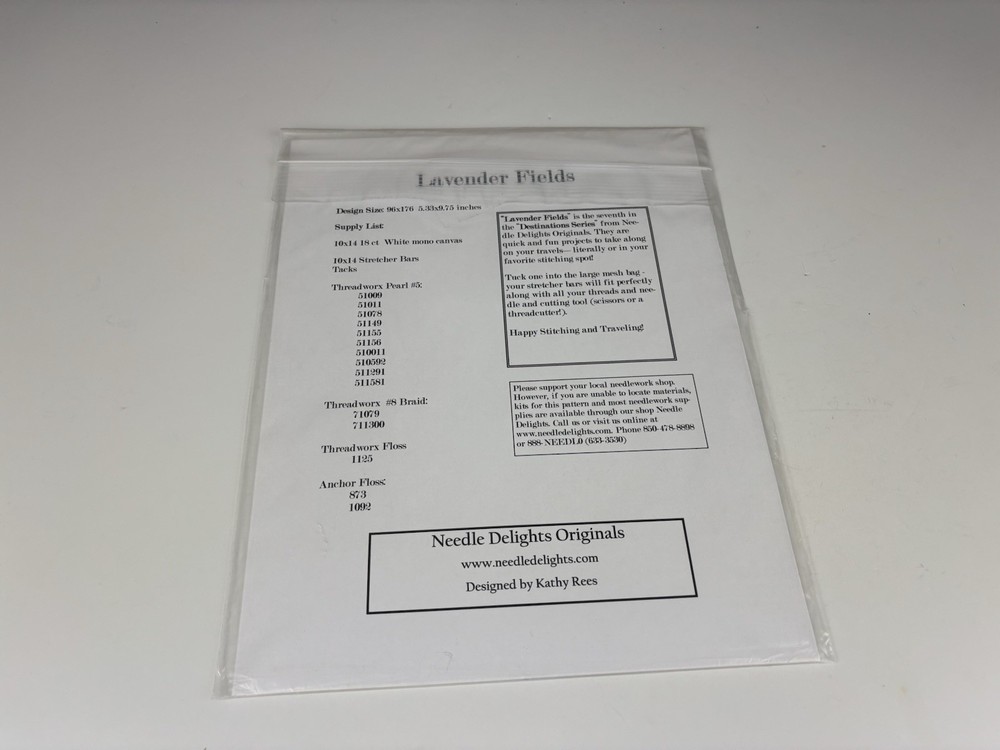 Lavender Fields
Design Size: 96x176 5.33x9.75 inches
Supply List:
10x14 18 ct White mono canvas
10x14 Stretcher Bars
Tacks
Threadworx Pearl #5:
51009
51011
51078
51149
51155
51156
510011
510592
511291
511581
Threadworx #8 Braid:
71079
711300
Threadworx Floss
1125
Anchor Floss:
873
1092
"Lavender Fields" is the seventh in
the "Destinations Series" from Nee-
dle Delights Originals. They are
quick and fun projects to take along
on your travels— literally or in your
favorite stitching spot!
Tuck one into the large mesh bag -
your stretcher bars will fit perfectly
along with all your threads and nee-
dle and cutting tool (scissors or a
threadcutter!).
Happy Stitching and Traveling!
Please support your local needlework shop.
However, if you are unable to locate materials,
kits for this pattern and most needlework sup-
plies are available through our shop Needle
Delights. Call us or visit us online at
www.needledelights.com. Phone 850-478-8898
or 888-NEEDLO (633-3530)
Needle Delights Originals
www.needledelights.com
Designed by Kathy Rees